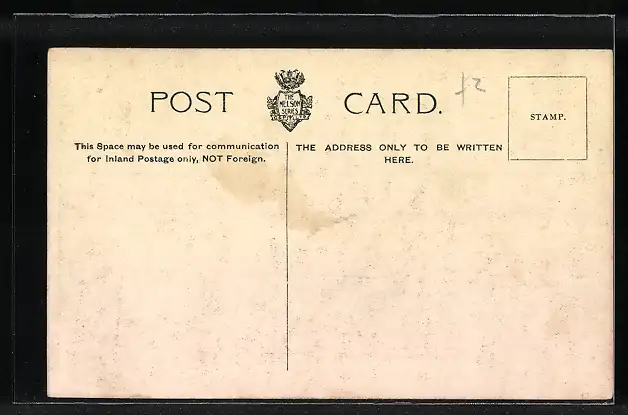 POST CARD.
THE
NELSON
SERIES
STAMP.
This Space may be used for communication
for Inland Postage only, NOT Foreign.
THE ADDRESS ONLY TO BE WRITTEN
HERE.